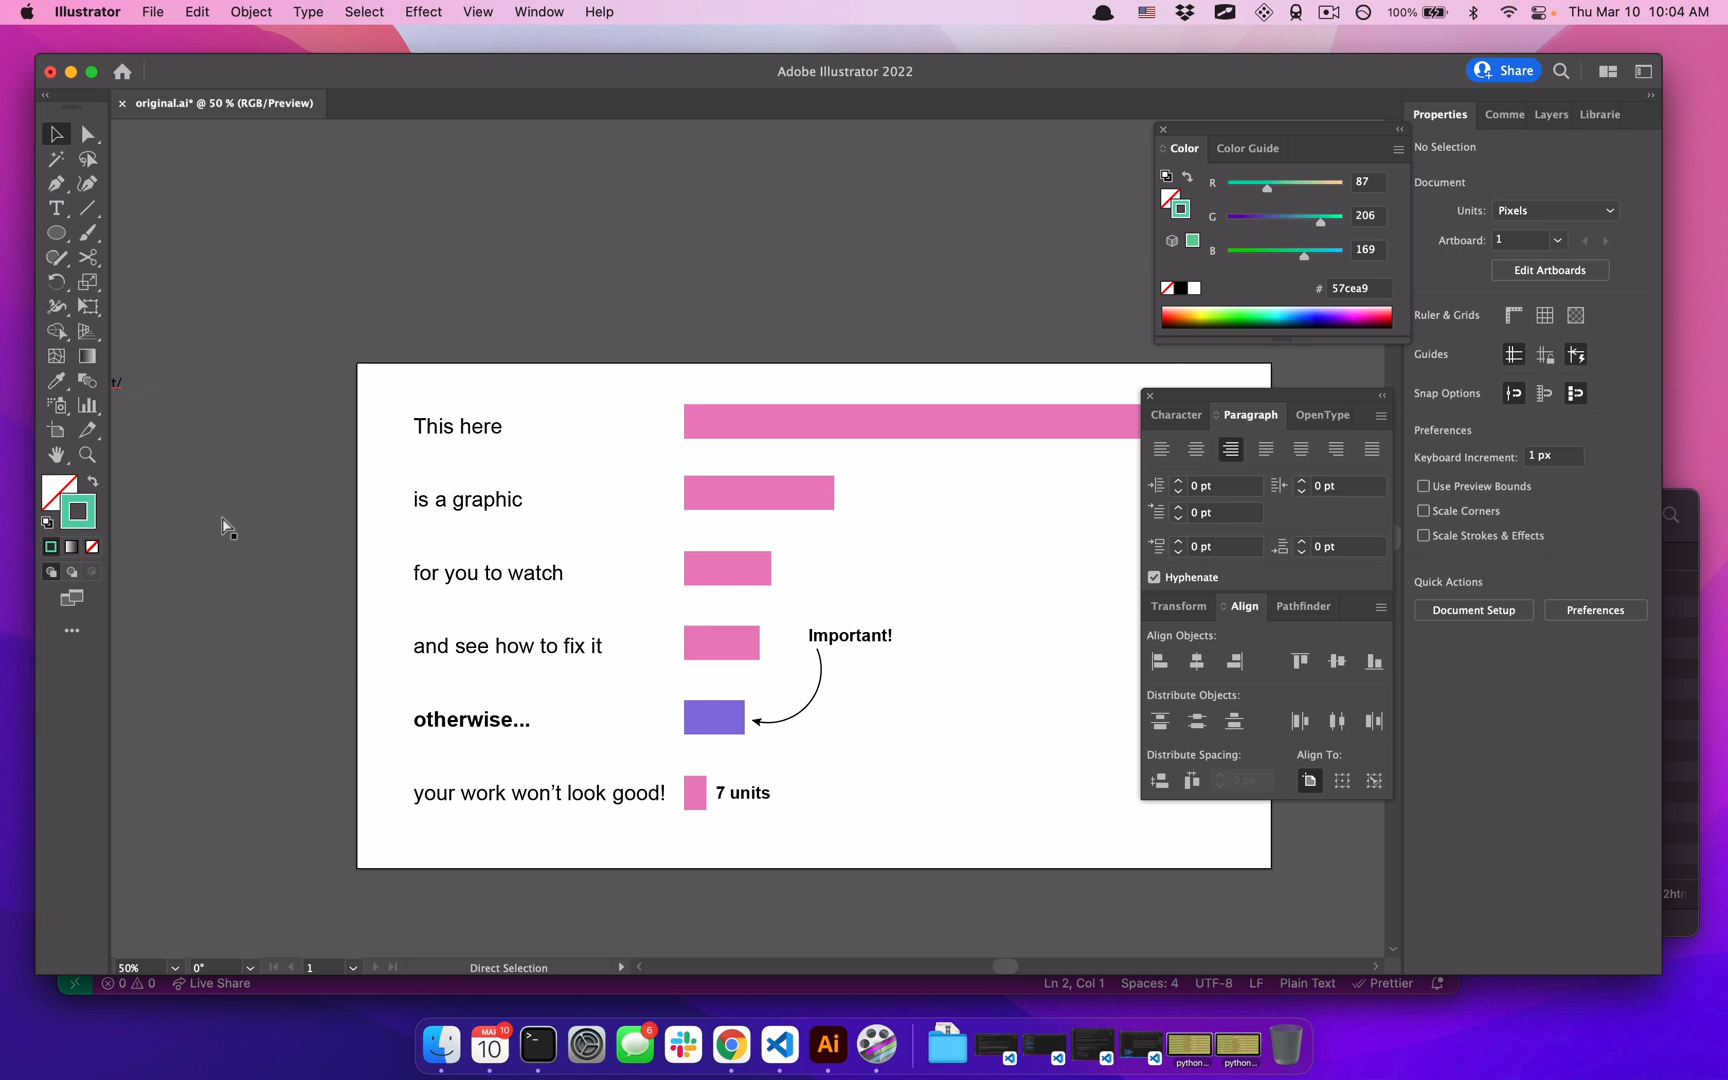 Illustrator File Edit Object Type Select Effect View Window Help
100% Thu Mar 10 10:04 AM
Adobe Illustrator 2022
Share
original.ai* @ 50 % (RGB/Preview)
Properties Comme Layers Librarie
Color Color Guide
No Selection
R 87
Document
G 206
Units: Pixels
B 169
Artboard: 1
Edit Artboards
# 57cea9
Ruler & Grids
Guides
t/
Snap Options
Character Paragraph OpenType
This here
Preferences
Keyboard Increment: 1 px
0 pt 0 pt
Use Preview Bounds
is a graphic
0 pt
Scale Corners
Scale Strokes & Effects
0 pt 0 pt
for you to watch
Hyphenate
Quick Actions
Transform Align Pathfinder
Document Setup Preferences
Important!
Align Objects:
and see how to fix it
Distribute Objects:
otherwise...
Distribute Spacing: Align To:
0 px
your work won’t look good!
7 units
2htn
50% 0° 1 Direct Selection
0 0 Live Share Ln 2, Col 1 Spaces: 4 UTF-8 LF Plain Text Prettier
MAR 10
10
6
Ai
python... python...